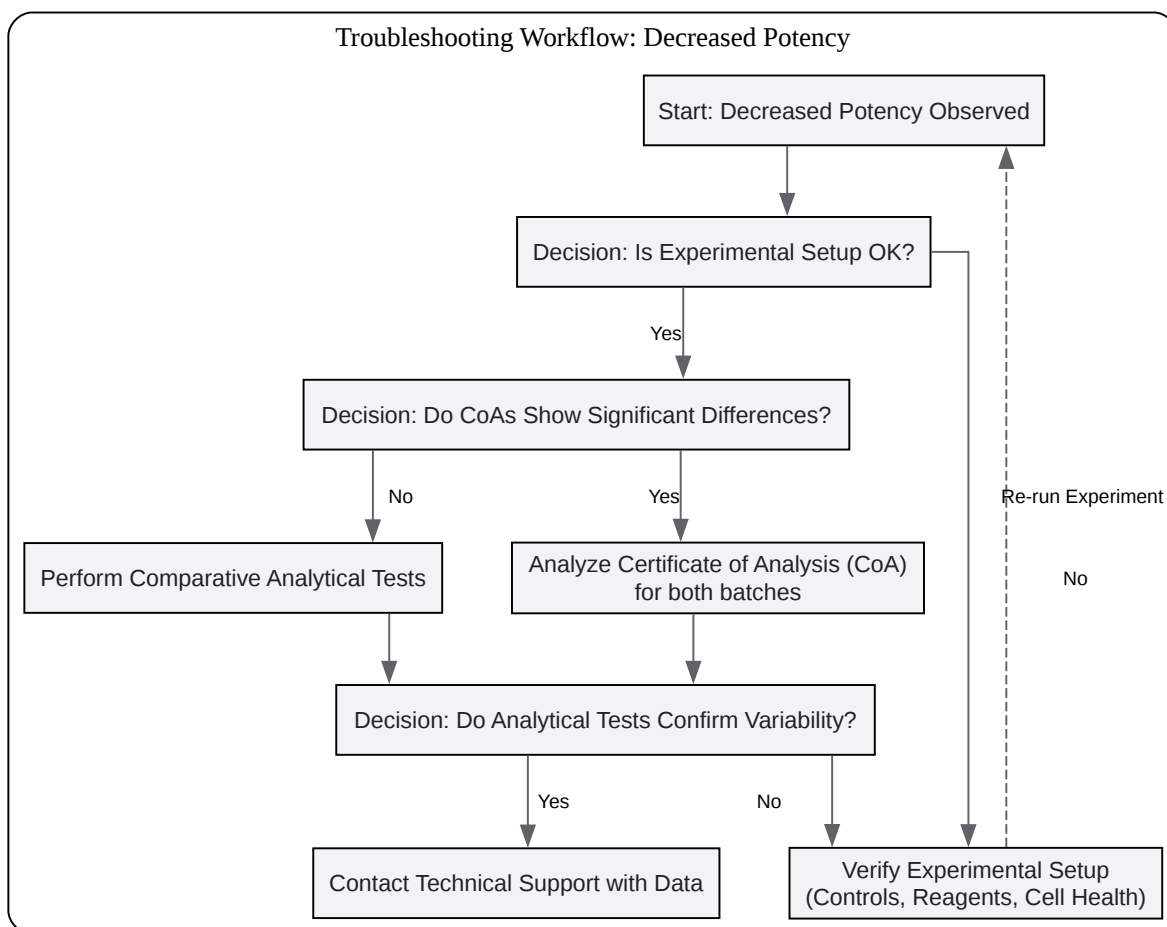 Troubleshooting Workflow: Decreased Potency
Start: Decreased Potency Observed
Decision: Is Experimental Setup OK?
Yes
Decision: Do CoAs Show Significant Differences?
No
Yes
Re-run Experiment
Perform Comparative Analytical Tests
Analyze Certificate of Analysis (CoA)
for both batches
No
Decision: Do Analytical Tests Confirm Variability?
Yes
No
Contact Technical Support with Data
Verify Experimental Setup
(Controls, Reagents, Cell Health)